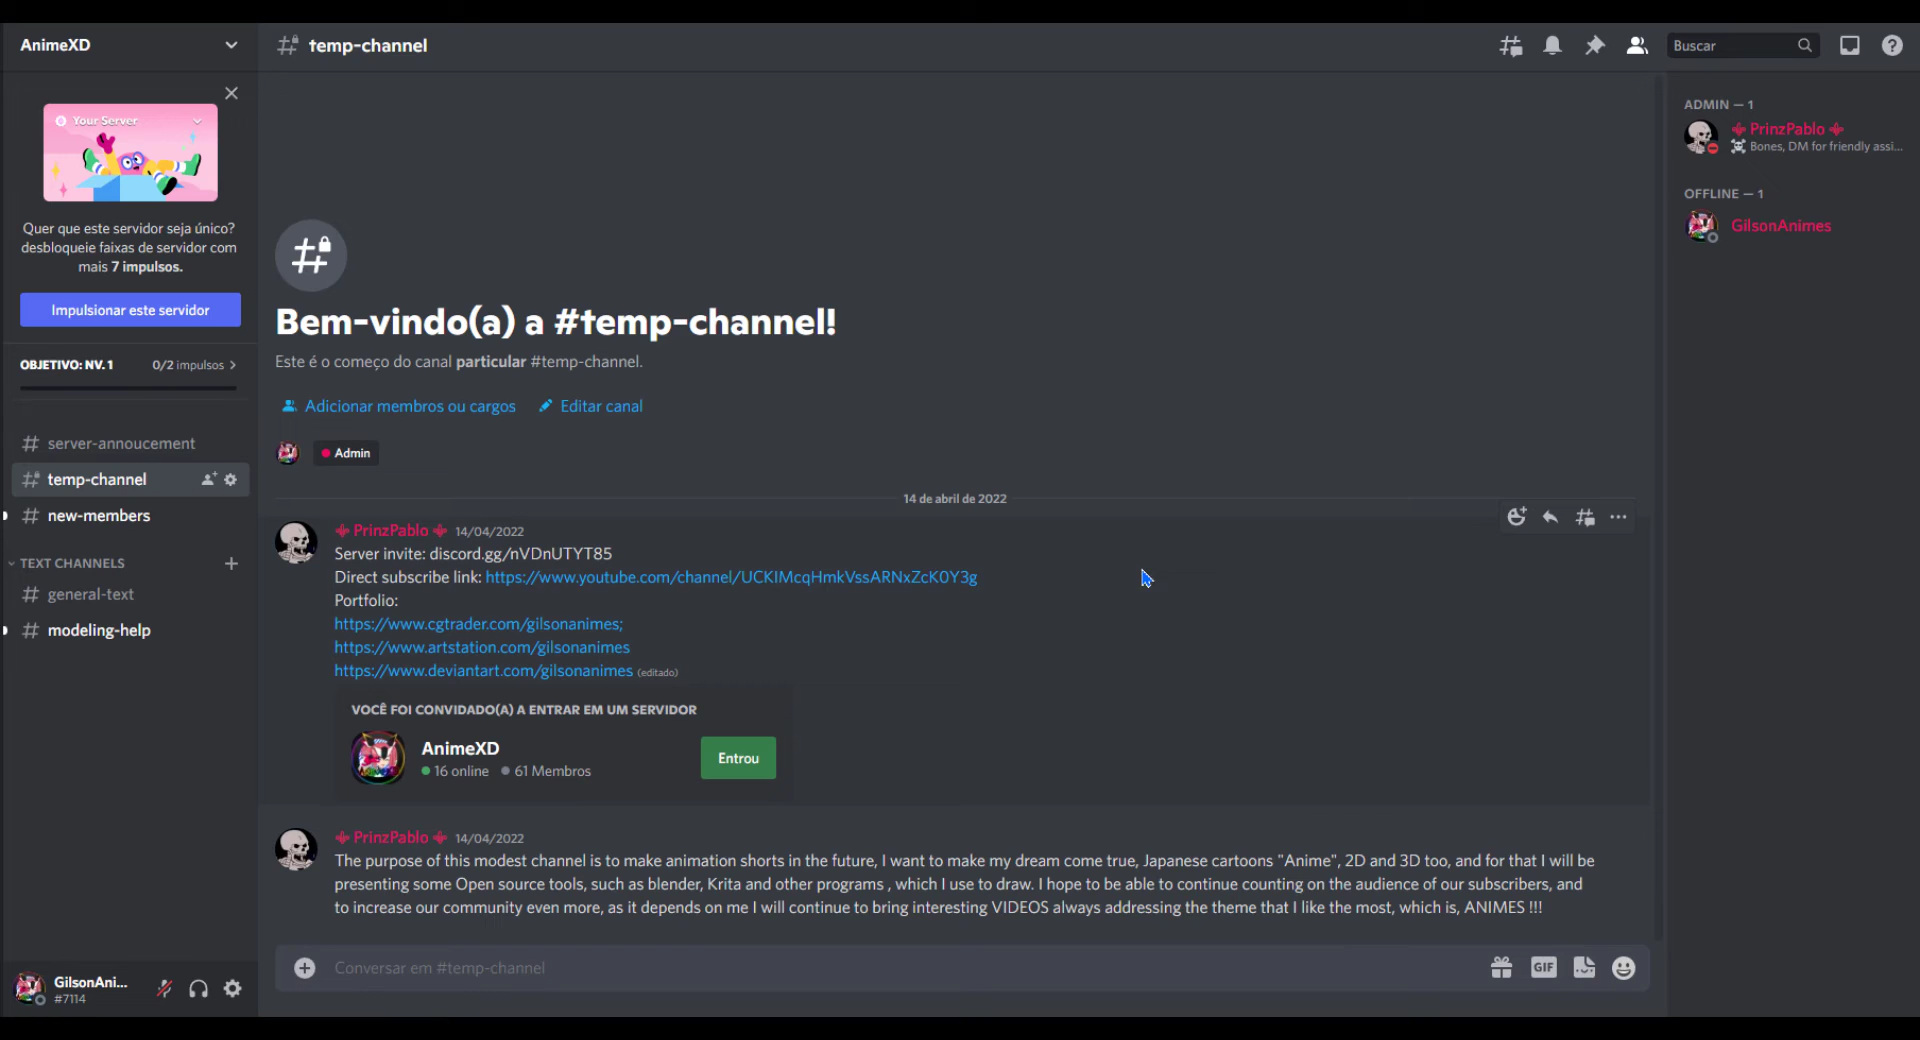 AnimeXD
temp-channel
Buscar
Your Server
Quer que este servidor seja único?
desbloqueie faixas de servidor com
mais 7 impulsos.
Impulsionar este servidor
OBJETIVO: NV. 1 0/2 impulsos
server-annoucement
temp-channel
new-members
TEXT CHANNELS
general-text
modeling-help
GilsonAni...
#7114
Bem-vindo(a) a #temp-channel!
Este é o começo do canal particular #temp-channel.
Adicionar membros ou cargos Editar canal
Admin
14 de abril de 2022
PrinzPablo 14/04/2022
Server invite: discord.gg/nVDnUTYT85
Direct subscribe link: https://www.youtube.com/channel/UCKIMcqHmkVssARNxZcK0Y3g
Portfolio:
https://www.cgtrader.com/gilsonanimes;
https://www.artstation.com/gilsonanimes
https://www.deviantart.com/gilsonanimes (editado)
VOCÊ FOI CONVIDADO(A) A ENTRAR EM UM SERVIDOR
AnimeXD
16 online 61 Membros
Entrou
PrinzPablo 14/04/2022
The purpose of this modest channel is to make animation shorts in the future, I want to make my dream come true, Japanese cartoons "Anime", 2D and 3D too, and for that I will be
presenting some Open source tools, such as blender, Krita and other programs , which I use to draw. I hope to be able to continue counting on the audience of our subscribers, and
to increase our community even more, as it depends on me I will continue to bring interesting VIDEOS always addressing the theme that I like the most, which is, ANIMES !!!
Conversar em #temp-channel
GIF
ADMIN — 1
PrinzPablo
Bones, DM for friendly assi...
OFFLINE — 1
GilsonAnimes